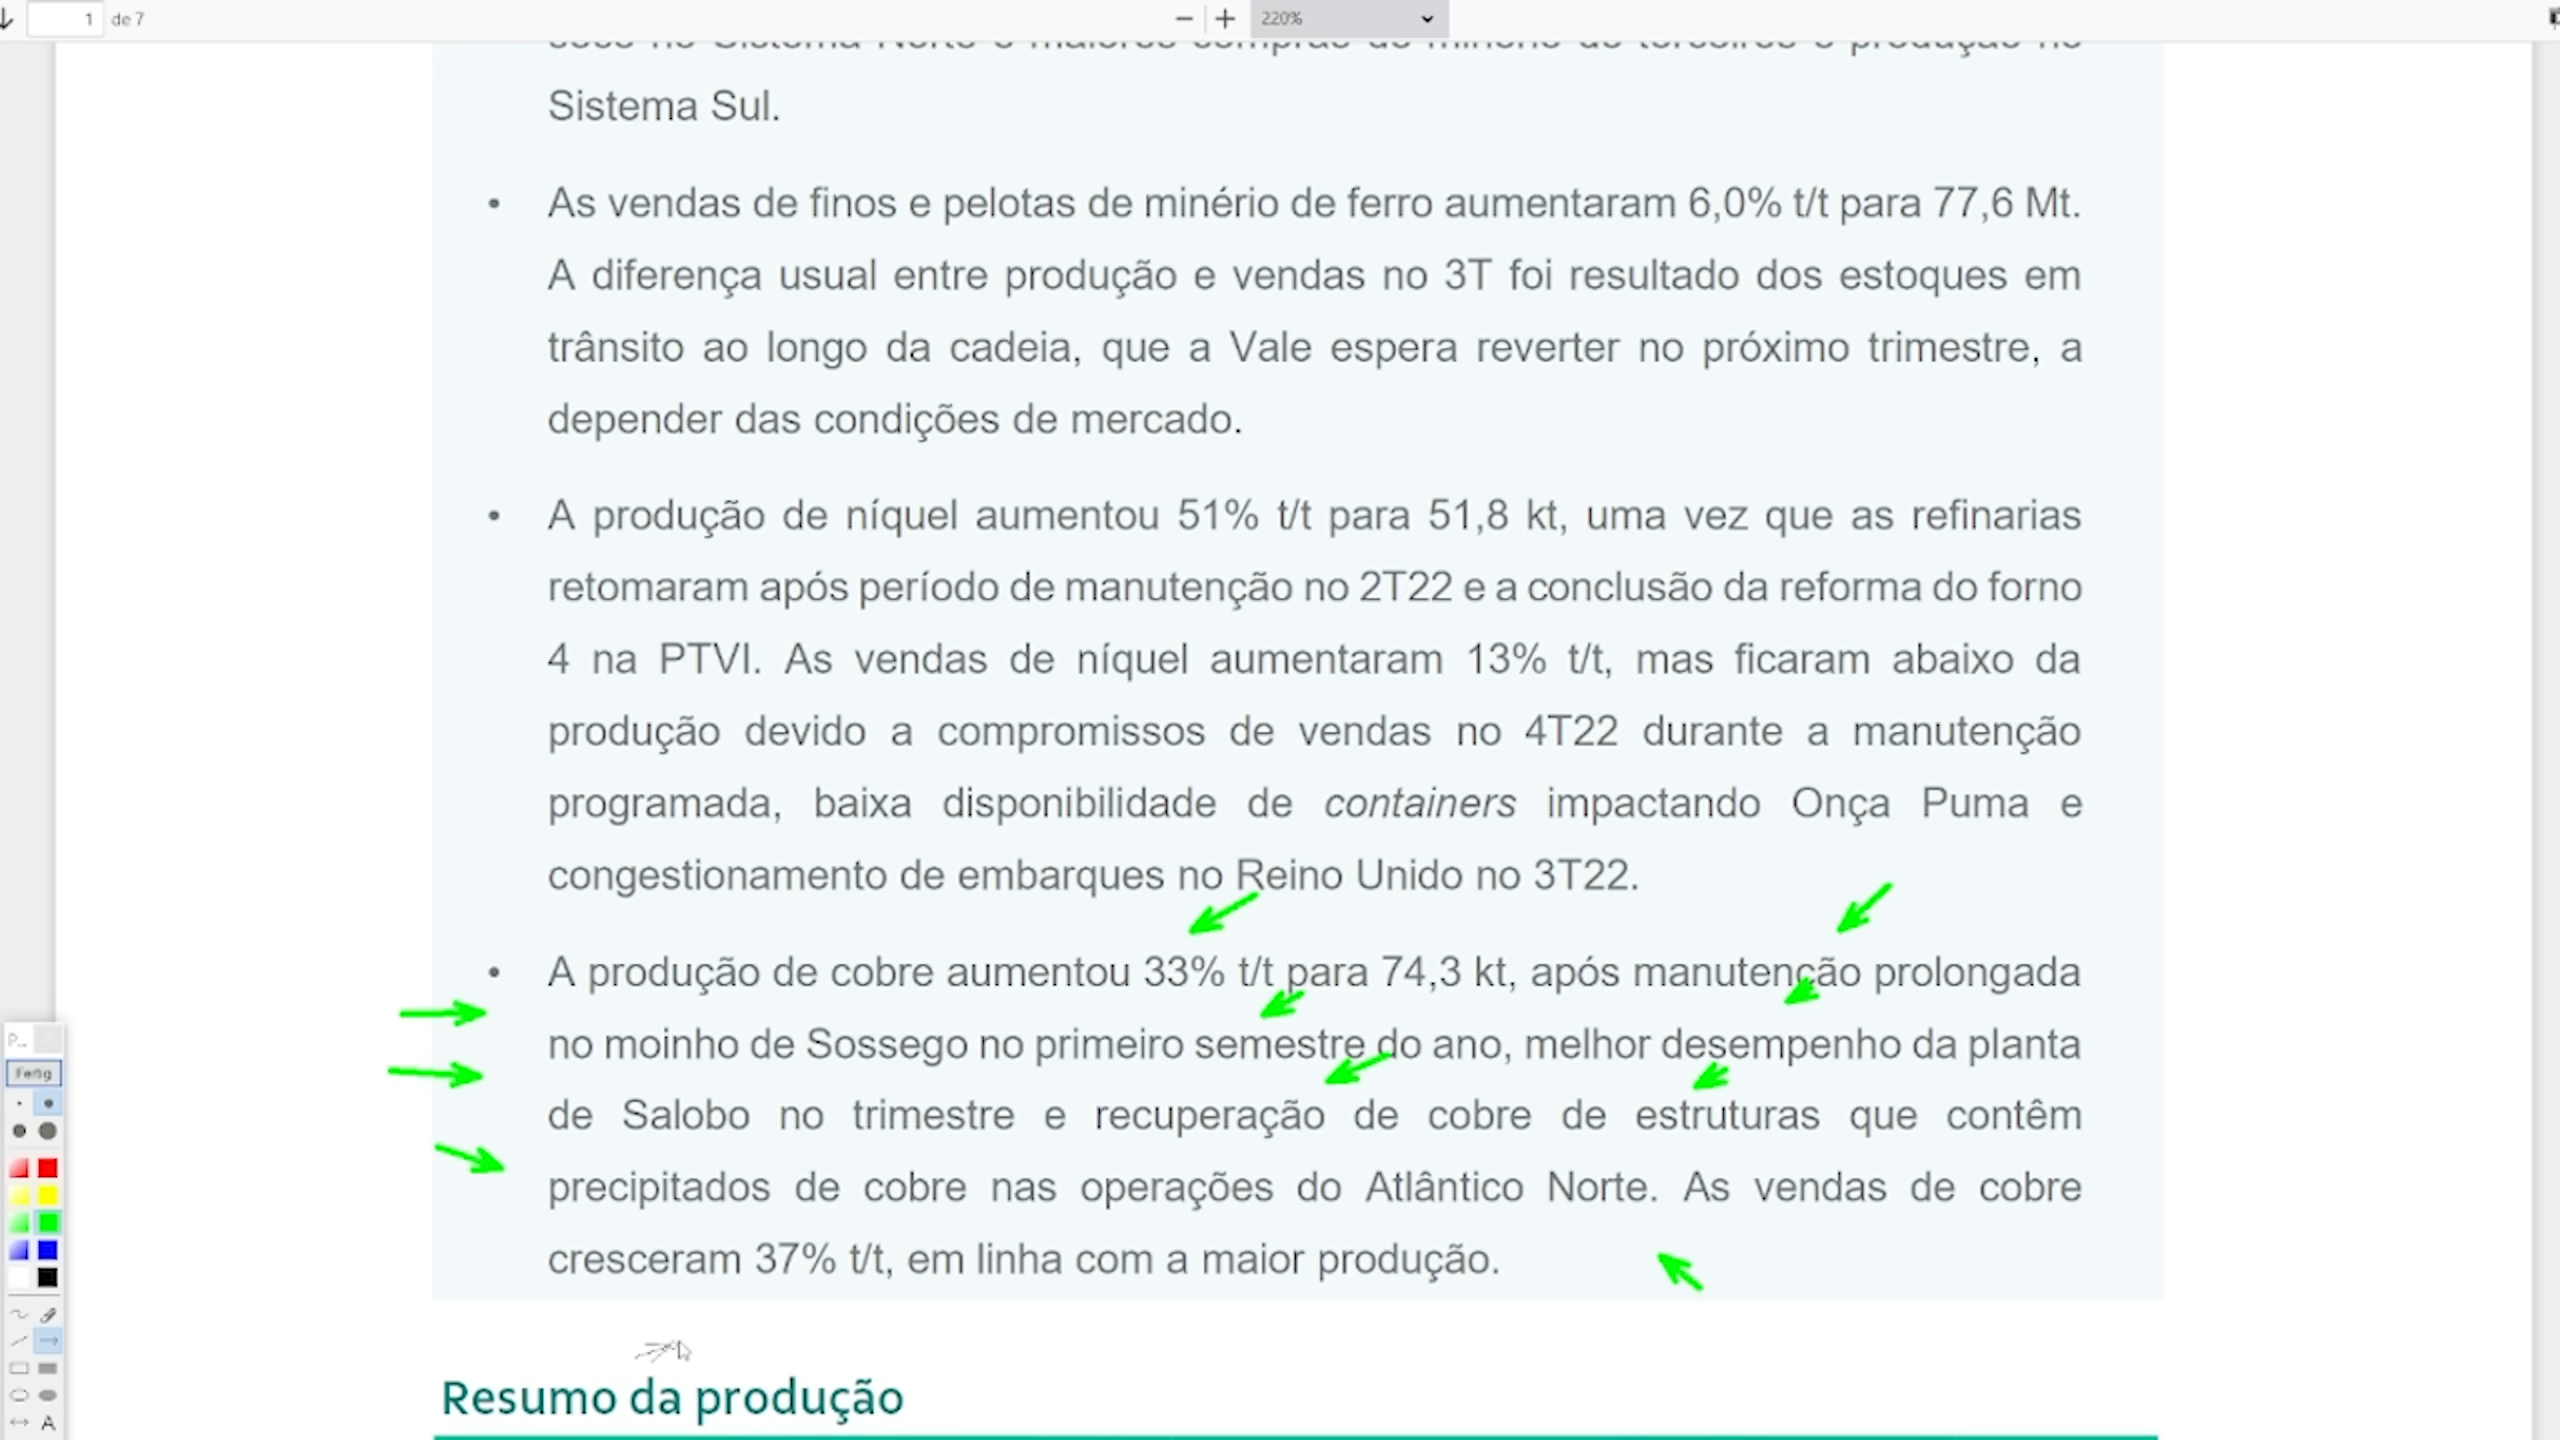 1 de 7
220%
Sistema Sul.
• As vendas de finos e pelotas de minério de ferro aumentaram 6,0% t/t para 77,6 Mt.
A diferença usual entre produção e vendas no 3T foi resultado dos estoques em
trânsito ao longo da cadeia, que a Vale espera reverter no próximo trimestre, a
depender das condições de mercado.
• A produção de níquel aumentou 51% t/t para 51,8 kt, uma vez que as refinarias
retomaram após período de manutenção no 2T22 e a conclusão da reforma do forno
4 na PTVI. As vendas de níquel aumentaram 13% t/t, mas ficaram abaixo da
produção devido a compromissos de vendas no 4T22 durante a manutenção
programada, baixa disponibilidade de containers impactando Onça Puma e
congestionamento de embarques no Reino Unido no 3T22.
• A produção de cobre aumentou 33% t/t para 74,3 kt, após manutenção prolongada
no moinho de Sossego no primeiro semestre do ano, melhor desempenho da planta
de Salobo no trimestre e recuperação de cobre de estruturas que contêm
precipitados de cobre nas operações do Atlântico Norte. As vendas de cobre
cresceram 37% t/t, em linha com a maior produção.
Resumo da produção
P...
Fertig
A